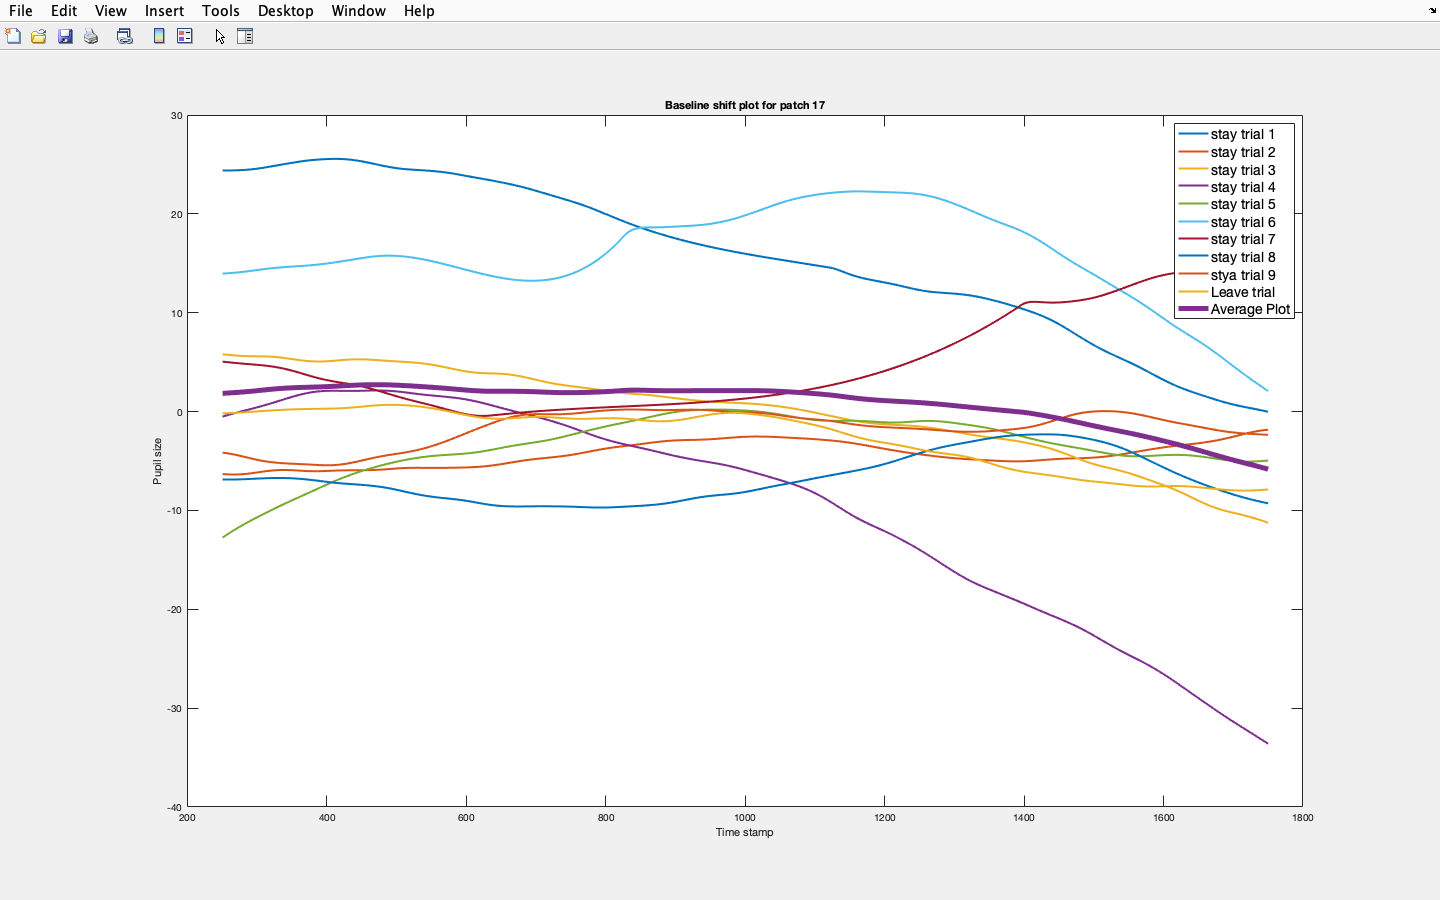 File Edit View Insert Tools Desktop Window Help
Baseline shift plot for patch 17
30
20
10
0
-10
-20
-30
-40
Pupil size
200 400 600 800 1000 1200 1400 1600 1800
Time stamp
stay trial 1
stay trial 2
stay trial 3
stay trial 4
stay trial 5
stay trial 6
stay trial 7
stay trial 8
stya trial 9
Leave trial
Average Plot